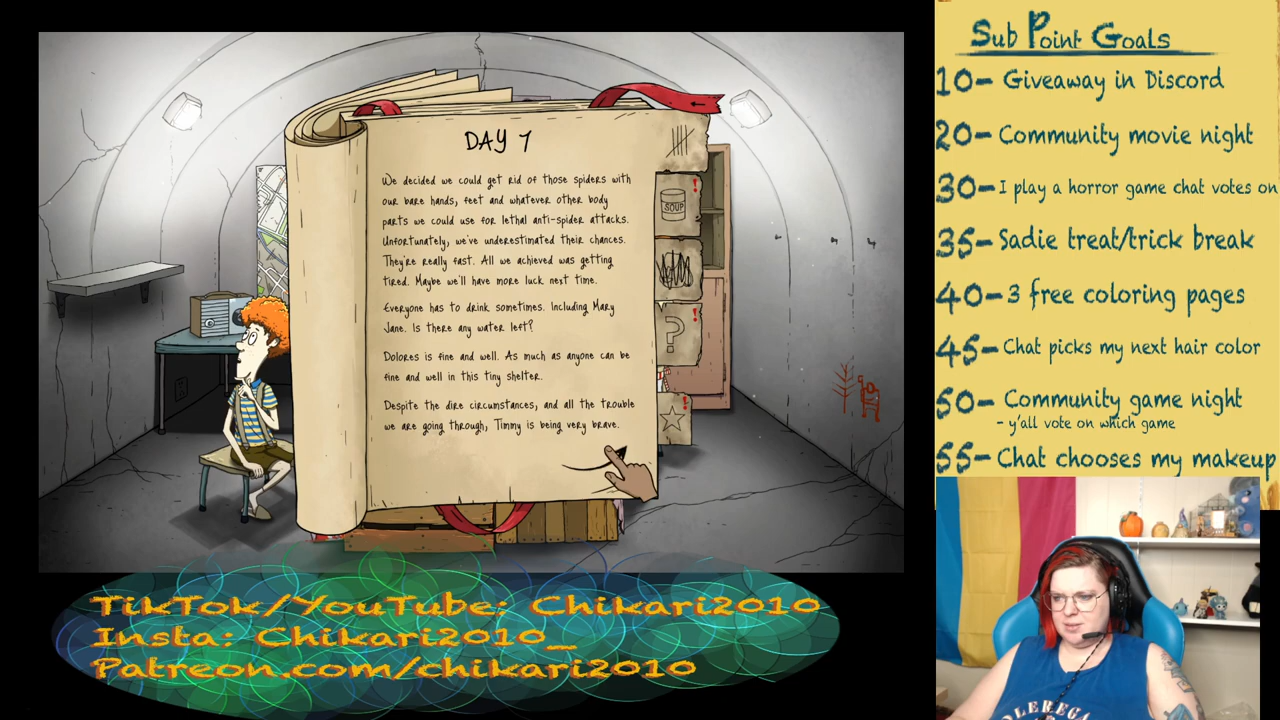 DAY 7
We decided we could get rid of those spiders with
our bare hands, feet and whatever other body
parts we could use for lethal anti-spider attacks.
Unfortunately, we've underestimated their chances.
They're really fast. All we achieved was getting
tired. Maybe we'll have more luck next time.
Everyone has to drink sometimes. Including Mary
Jane. Is there any water left?
Dolores is fine and well. As much as anyone can be
fine and well in this tiny shelter.
Despite the dire circumstances, and all the trouble
we are going through, Timmy is being very brave.
!
SOUP
?
!
!
TikTok/YouTube: Chikari2010
Insta: Chikari2010_
Patreon.com/chikari2010
Sub Point Goals
10- Giveaway in Discord
20- Community movie night
30- I play a horror game chat votes on
35- Sadie treat/trick break
40- 3 free coloring pages
45- Chat picks my next hair color
50- Community game night
- y'all vote on which game
55- Chat chooses my makeup